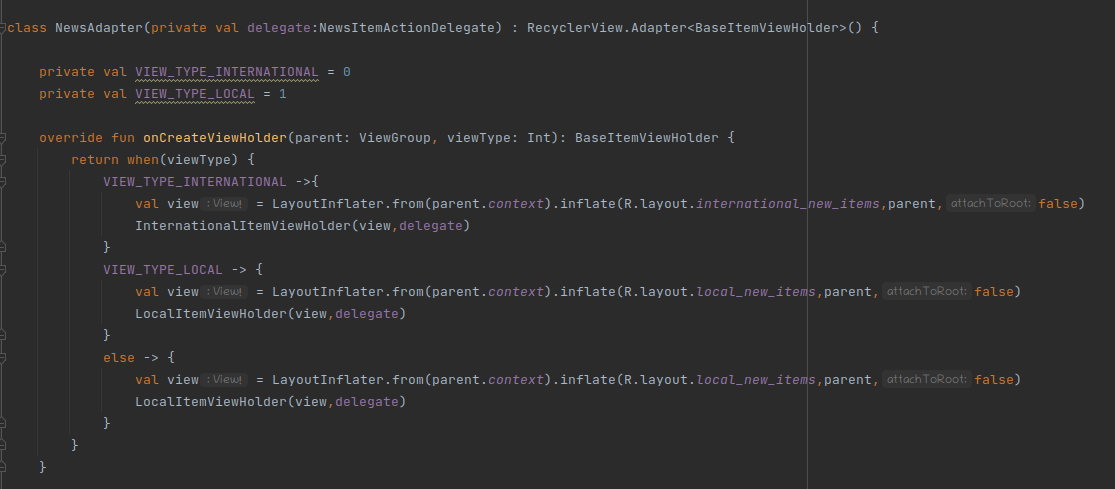 class NewsAdapter(private val delegate:NewsItemActionDelegate) : RecyclerView.Adapter<BaseItemViewHolder>() {
private val VIEW_TYPE_INTERNATIONAL = 0
private val VIEW_TYPE_LOCAL = 1
override fun onCreateViewHolder(parent: ViewGroup, viewType: Int): BaseItemViewHolder {
return when(viewType) {
VIEW_TYPE_INTERNATIONAL ->{
val view :View! = LayoutInflater.from(parent.context).inflate(R.layout.international_new_items,parent, attachToRoot: false)
InternationalItemViewHolder(view,delegate)
}
VIEW_TYPE_LOCAL -> {
val view :View! = LayoutInflater.from(parent.context).inflate(R.layout.local_new_items,parent, attachToRoot: false)
LocalItemViewHolder(view,delegate)
}
else -> {
val view :View! = LayoutInflater.from(parent.context).inflate(R.layout.local_new_items,parent, attachToRoot: false)
LocalItemViewHolder(view,delegate)
}
}
}